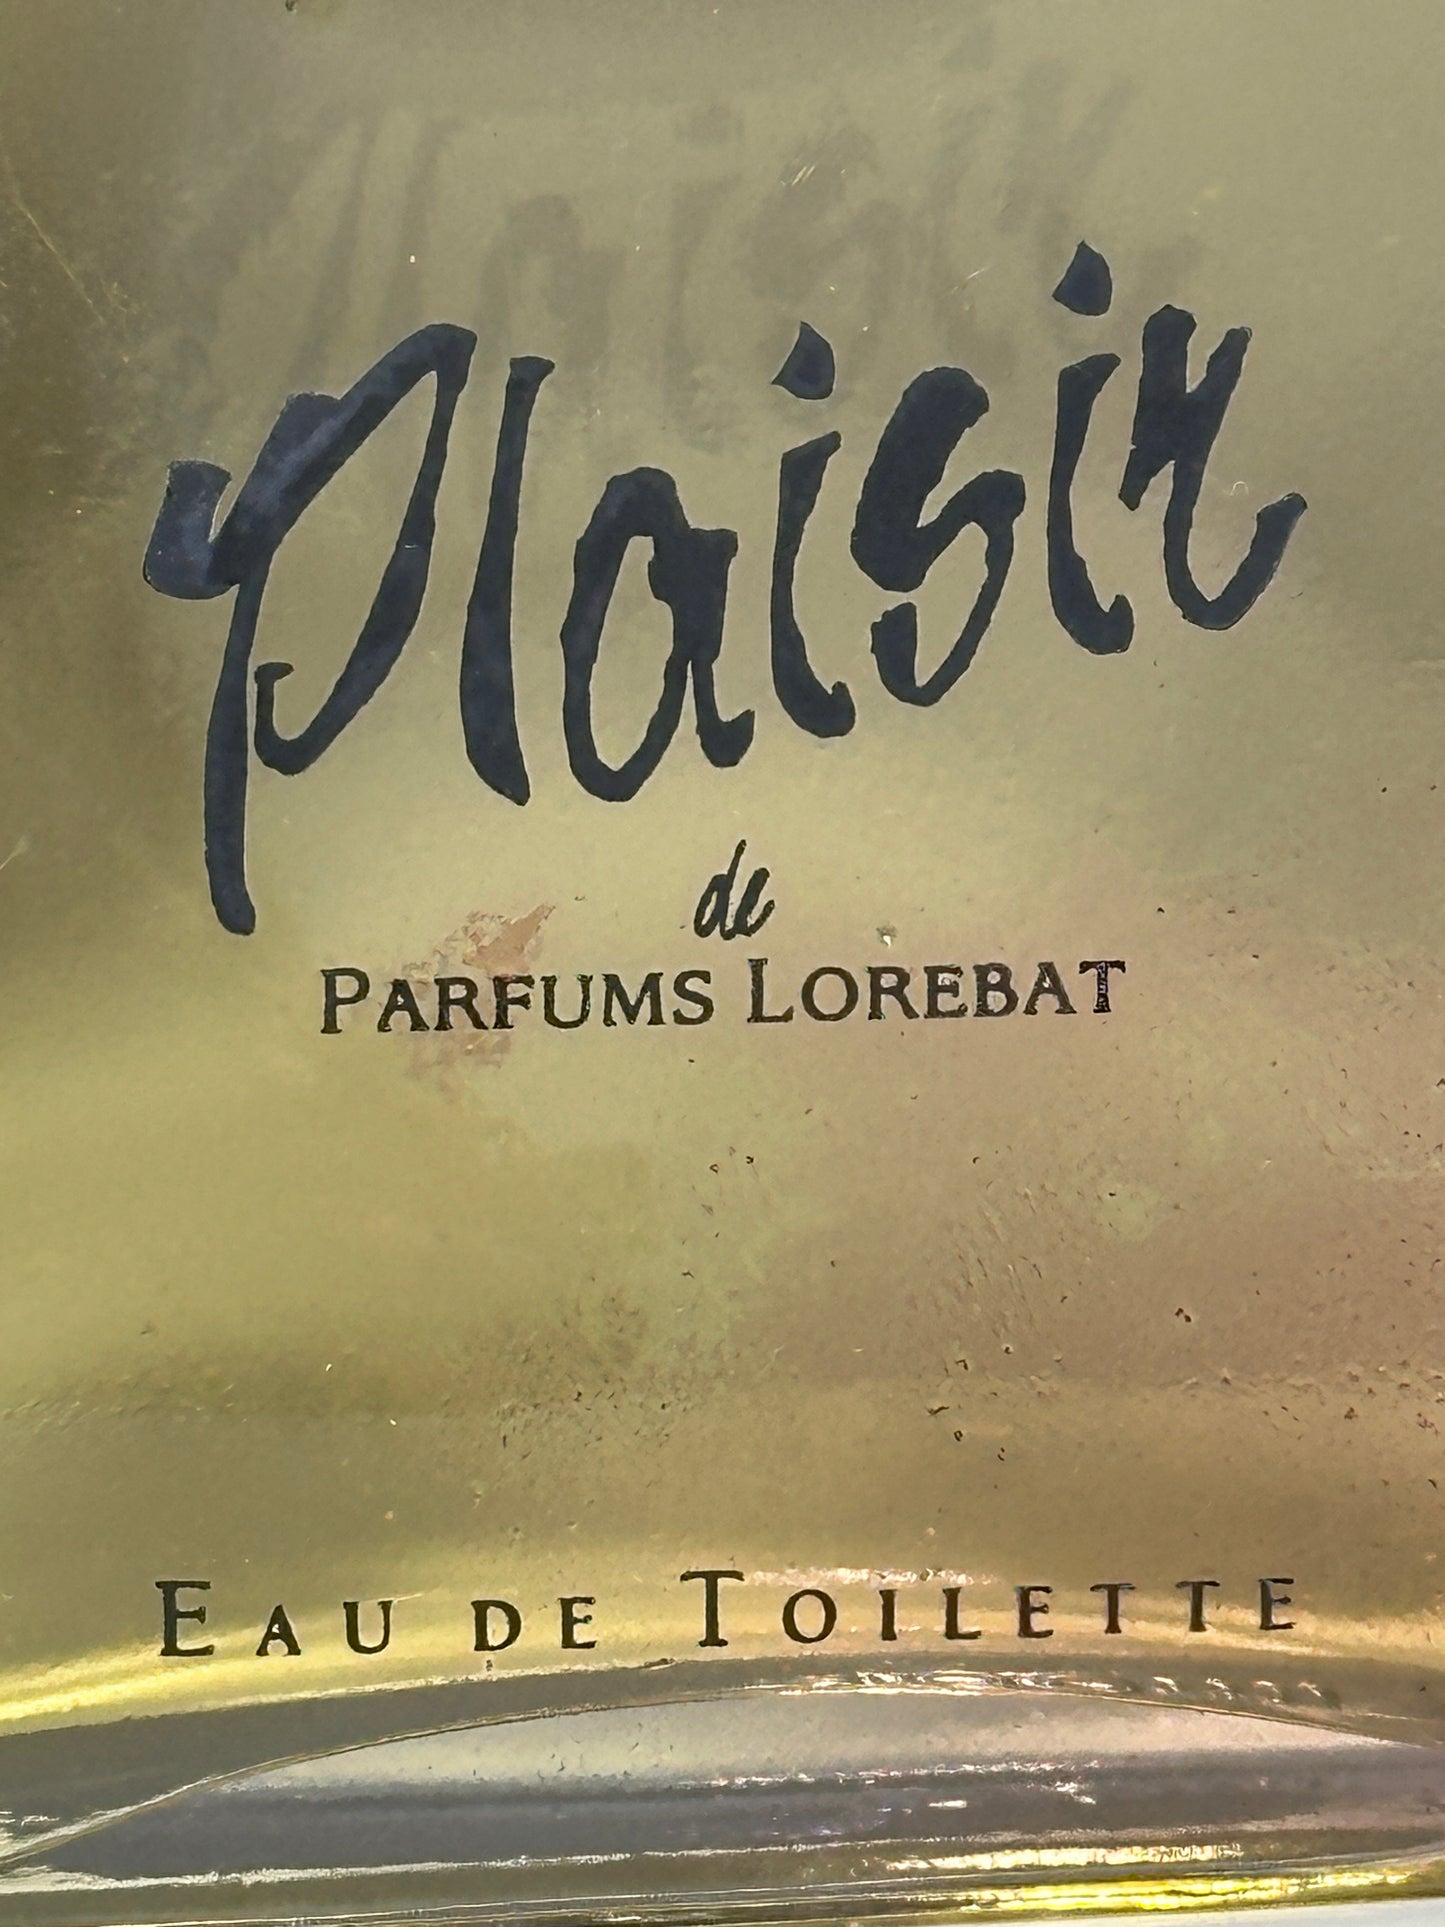 Plaisir
de
PARFUMS LOREBAT
EAU DE TOILETTE